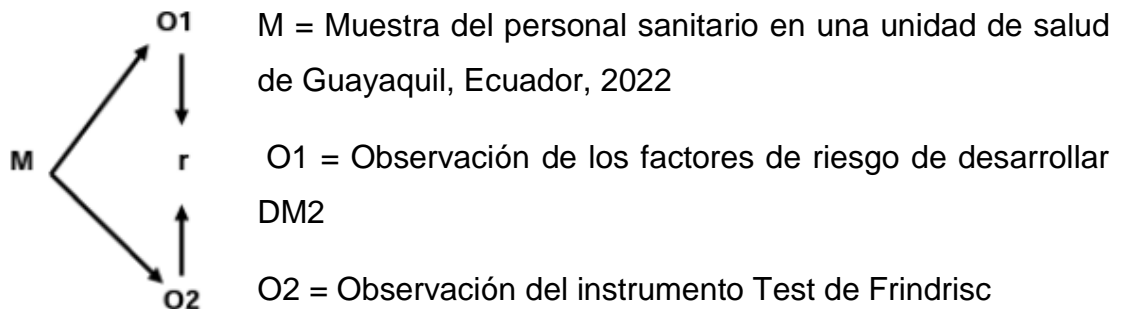 O1
M
r
O2
M = Muestra del personal sanitario en una unidad de salud
de Guayaquil, Ecuador, 2022
O1 = Observación de los factores de riesgo de desarrollar
DM2
O2 = Observación del instrumento Test de Frindrisc